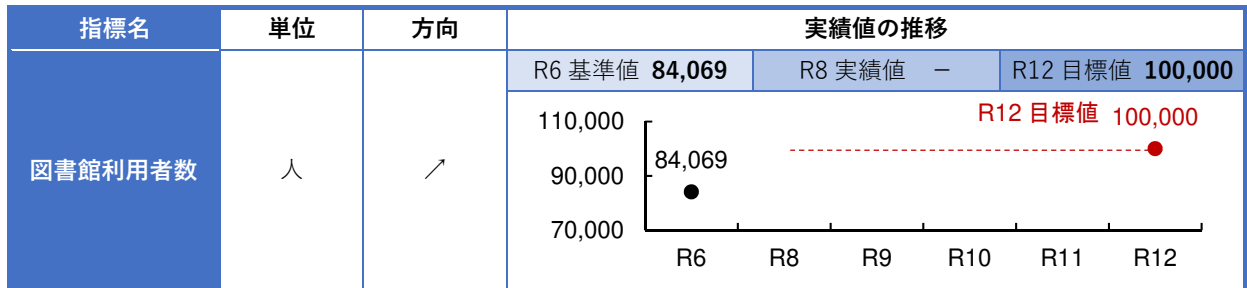 指標名 単位 方向 実績値の推移
R6 基準値 84,069 R8 実績値 － R12 目標値 100,000
図書館利用者数 人 ↗
R12 目標値 100,000
110,000
84,069
90,000
70,000
R6 R8 R9 R10 R11 R12